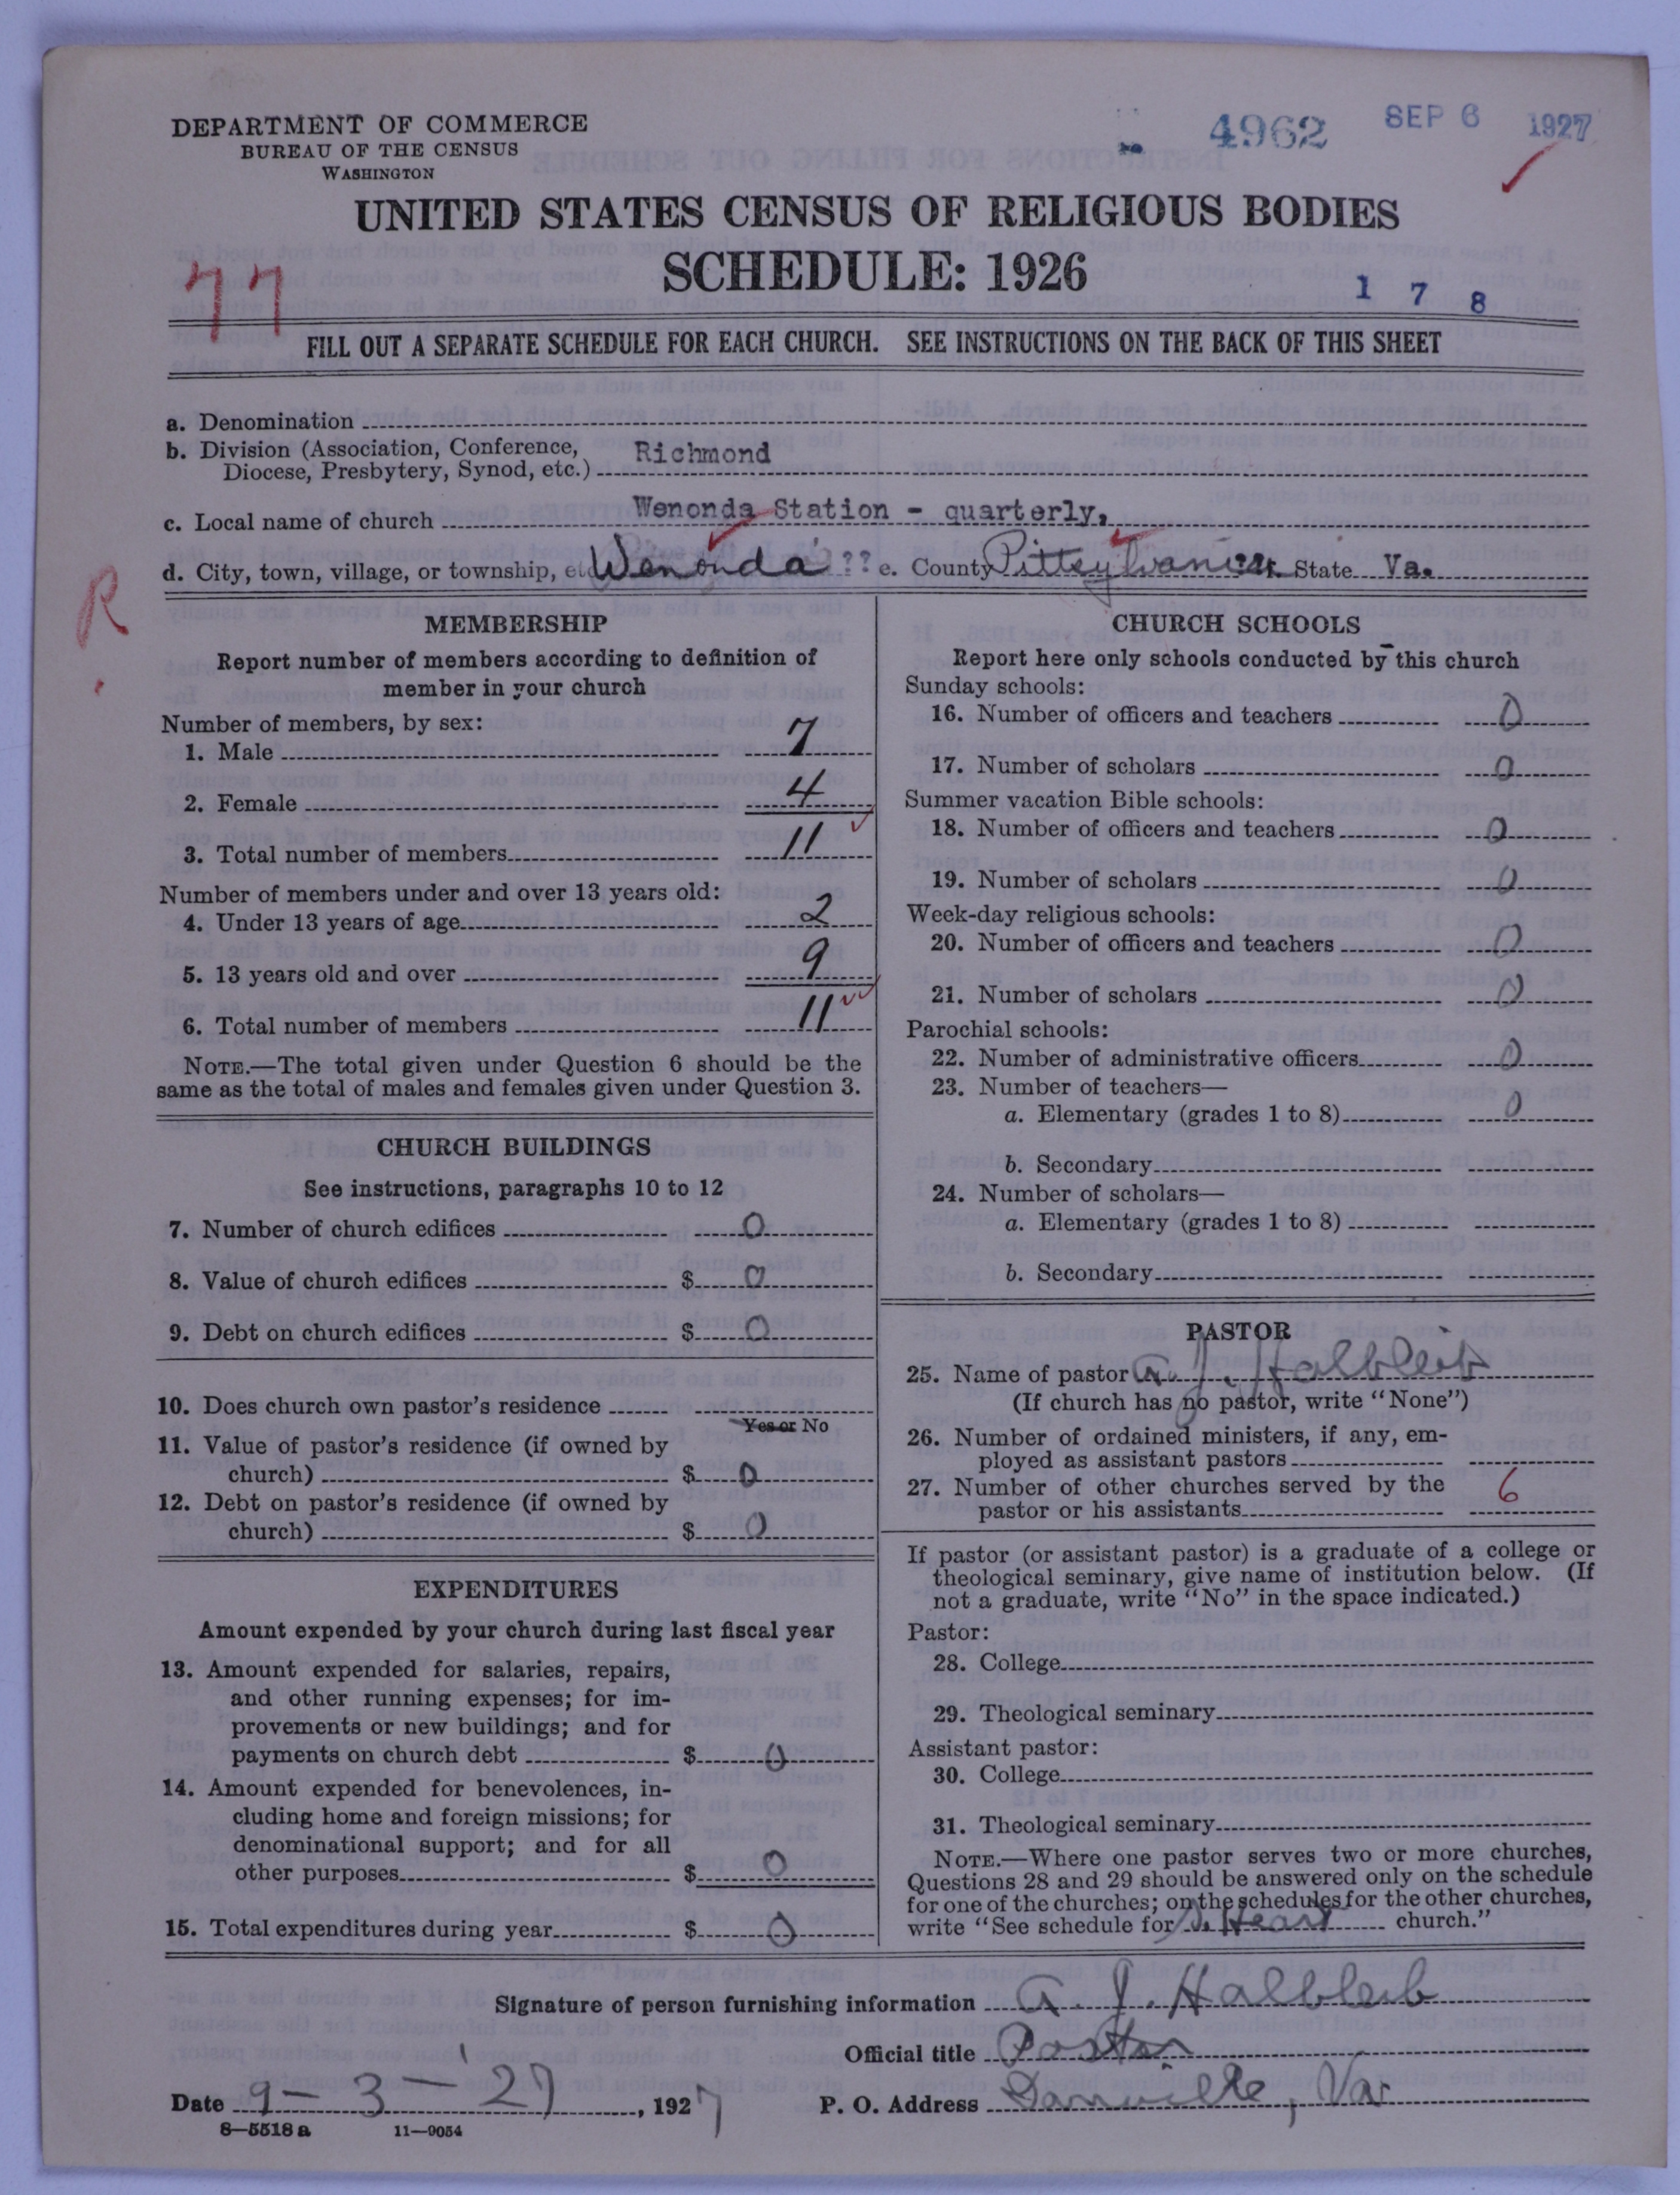 DEPARTMENT OF COMMERCE
BUREAU OF THE CENSUS
WASHINGTON
4962 SEP 6 1927
UNITED STATES CENSUS OF RELIGIOUS BODIES
SCHEDULE: 1926
77
1 7 8
FILL OUT A SEPARATE SCHEDULE FOR EACH CHURCH. SEE INSTRUCTIONS ON THE BACK OF THIS SHEET
a. Denomination
b. Division (Association, Conference, Diocese, Presbytery, Synod, etc.) Richmond
c. Local name of church Wenonda Station - quarterly,
d. City, town, village, or township, etc. Wenonda ?? e. County Pittsylvania State Va.
R
MEMBERSHIP
Report number of members according to definition of
member in your church
Number of members, by sex:
1. Male 7
2. Female 4
3. Total number of members 11
Number of members under and over 13 years old:
4. Under 13 years of age 2
5. 13 years old and over 9
6. Total number of members 11
NOTE.—The total given under Question 6 should be the
same as the total of males and females given under Question 3.
CHURCH BUILDINGS
See instructions, paragraphs 10 to 12
7. Number of church edifices 0
8. Value of church edifices $ 0
9. Debt on church edifices $ 0
10. Does church own pastor's residence
Yes or No
11. Value of pastor's residence (if owned by
church) $ 0
12. Debt on pastor's residence (if owned by
church) $ 0
EXPENDITURES
Amount expended by your church during last fiscal year
13. Amount expended for salaries, repairs,
and other running expenses; for im-
provements or new buildings; and for
payments on church debt $ 0
14. Amount expended for benevolences, in-
cluding home and foreign missions; for
denominational support; and for all
other purposes $ 0
15. Total expenditures during year $ 0
CHURCH SCHOOLS
Report here only schools conducted by this church
Sunday schools:
16. Number of officers and teachers 0
17. Number of scholars 0
Summer vacation Bible schools:
18. Number of officers and teachers 0
19. Number of scholars 0
Week-day religious schools:
20. Number of officers and teachers 0
21. Number of scholars 0
Parochial schools:
22. Number of administrative officers 0
23. Number of teachers—
a. Elementary (grades 1 to 8) 0
b. Secondary
24. Number of scholars—
a. Elementary (grades 1 to 8)
b. Secondary
PASTOR
25. Name of pastor A. J. Halbleib
(If church has no pastor, write "None")
26. Number of ordained ministers, if any, em-
ployed as assistant pastors
27. Number of other churches served by the
pastor or his assistants 6
If pastor (or assistant pastor) is a graduate of a college or
theological seminary, give name of institution below. (If
not a graduate, write "No" in the space indicated.)
Pastor:
28. College
29. Theological seminary
Assistant pastor:
30. College
31. Theological seminary
NOTE.—Where one pastor serves two or more churches,
Questions 28 and 29 should be answered only on the schedule
for one of the churches; on the schedules for the other churches,
write "See schedule for S. Heart church."
Signature of person furnishing information A. J. Halbleib
Official title Pastor
Date 9-3-27, 1927 P. O. Address Danville, Va
8—5518 a 11—9054